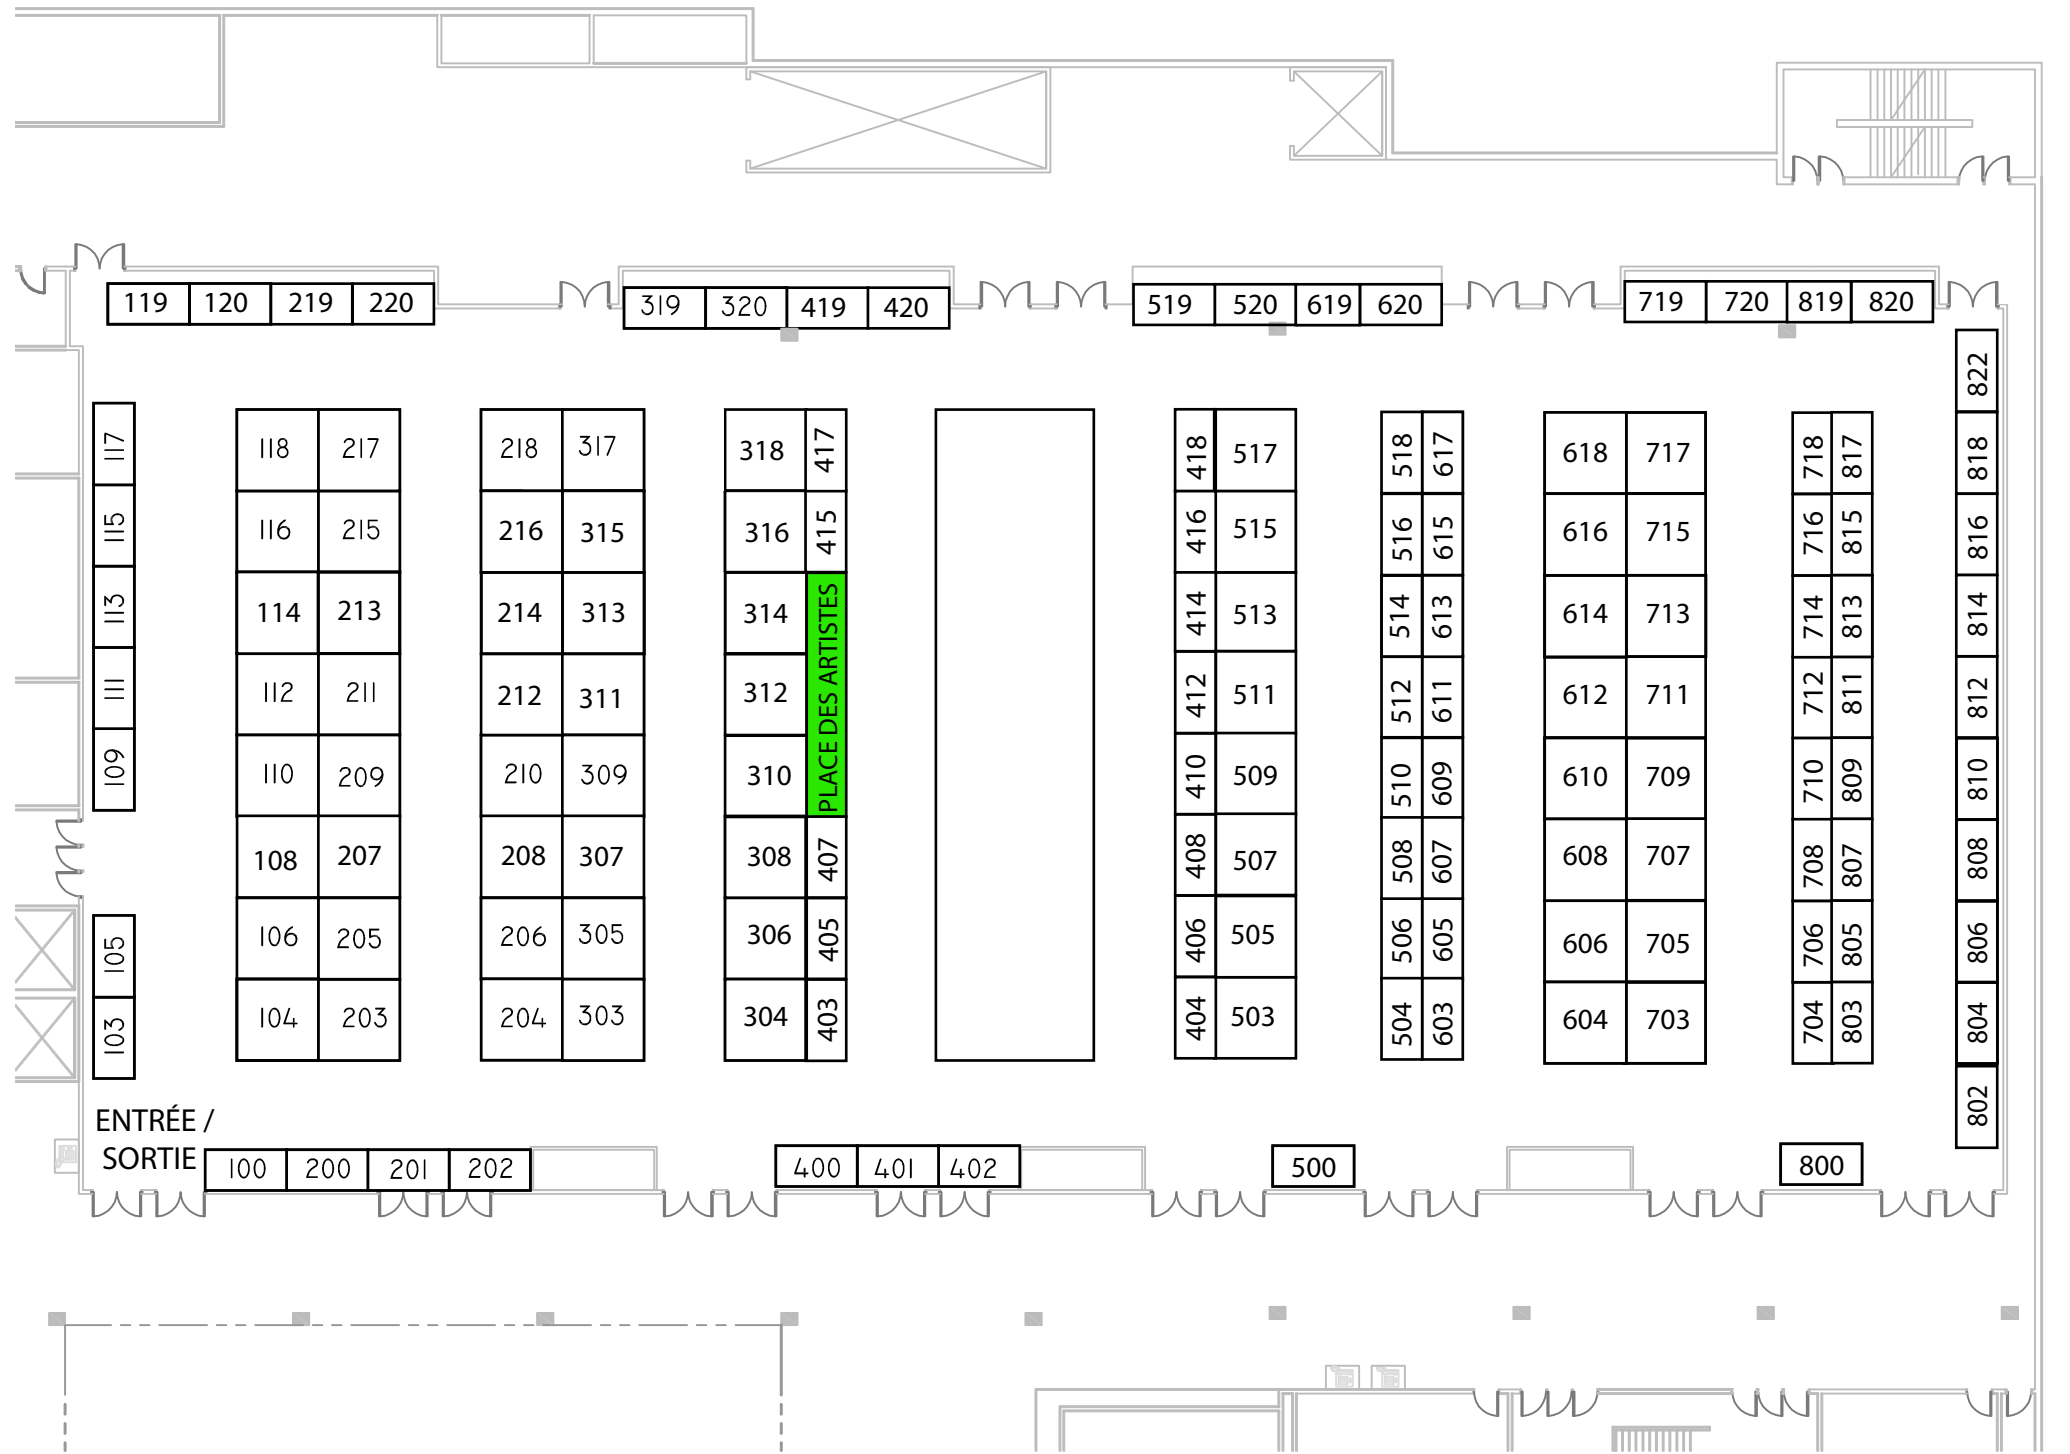 119 120 219 220 319 320 419 420 519 520 619 620 719 720 819 820
822
117 118 217 218 317 318 417 418 517 518 617 618 717 718 817 818
115 116 215 216 315 316 415 416 515 516 615 616 715 716 815 816
113 114 213 214 313 314 414 513 514 613 614 713 714 813 814
PLACE DES ARTISTES
111 112 211 212 311 312 412 511 512 611 612 711 712 811 812
109 110 209 210 309 310 410 509 510 609 610 709 710 809 810
108 207 208 307 308 407 408 507 508 607 608 707 708 807 808
105 106 205 206 305 306 405 406 505 506 605 606 705 706 805 806
103 104 203 204 303 304 403 404 503 504 603 604 703 704 803 804
802
ENTRÉE /
SORTIE
100 200 201 202 400 401 402 500 800